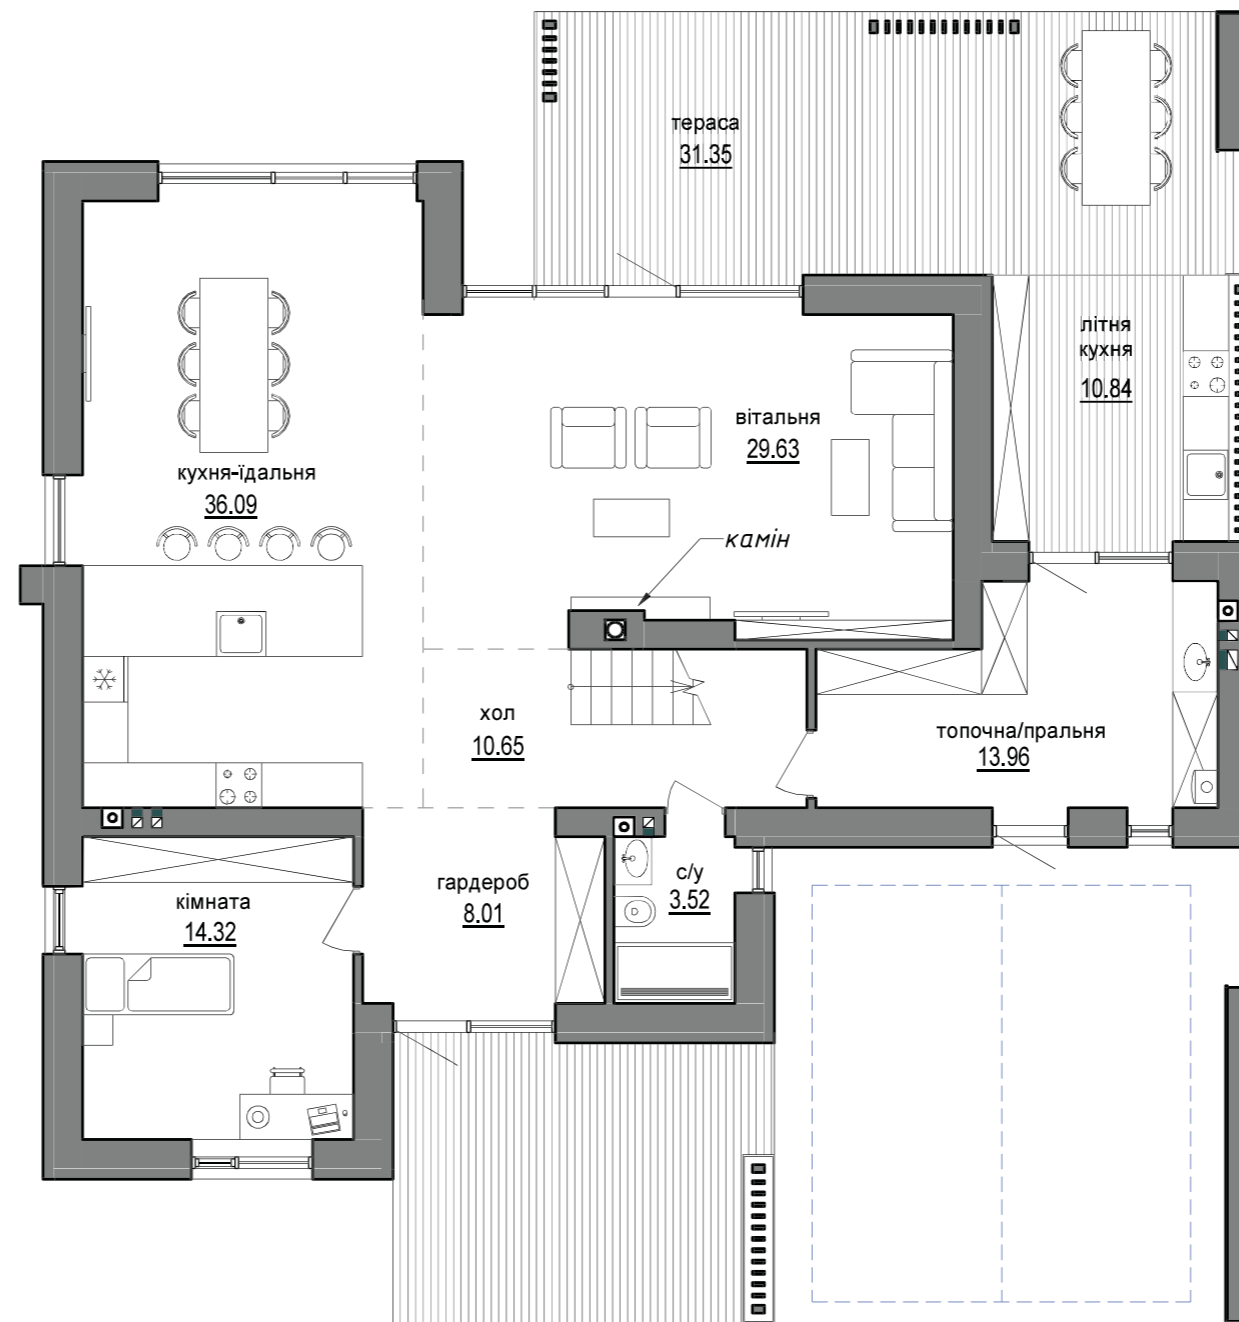 тераса
31.35
літня
кухня
10.84
вітальня
29.63
кухня-їдальня
36.09
камін
хол
10.65
топочна/пральня
13.96
гардероб
8.01
с/у
3.52
кімната
14.32